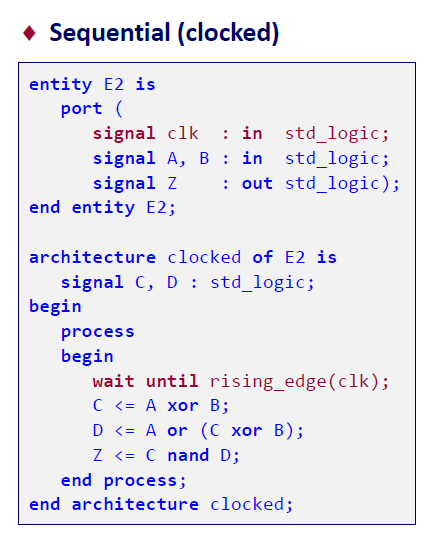 ♦ Sequential (clocked)
entity E2 is
   port (
      signal clk  : in  std_logic;
      signal A, B : in  std_logic;
      signal Z    : out std_logic);
end entity E2;

architecture clocked of E2 is
   signal C, D : std_logic;
begin
   process
   begin
      wait until rising_edge(clk);
      C <= A xor B;
      D <= A or (C xor B);
      Z <= C nand D;
   end process;
end architecture clocked;